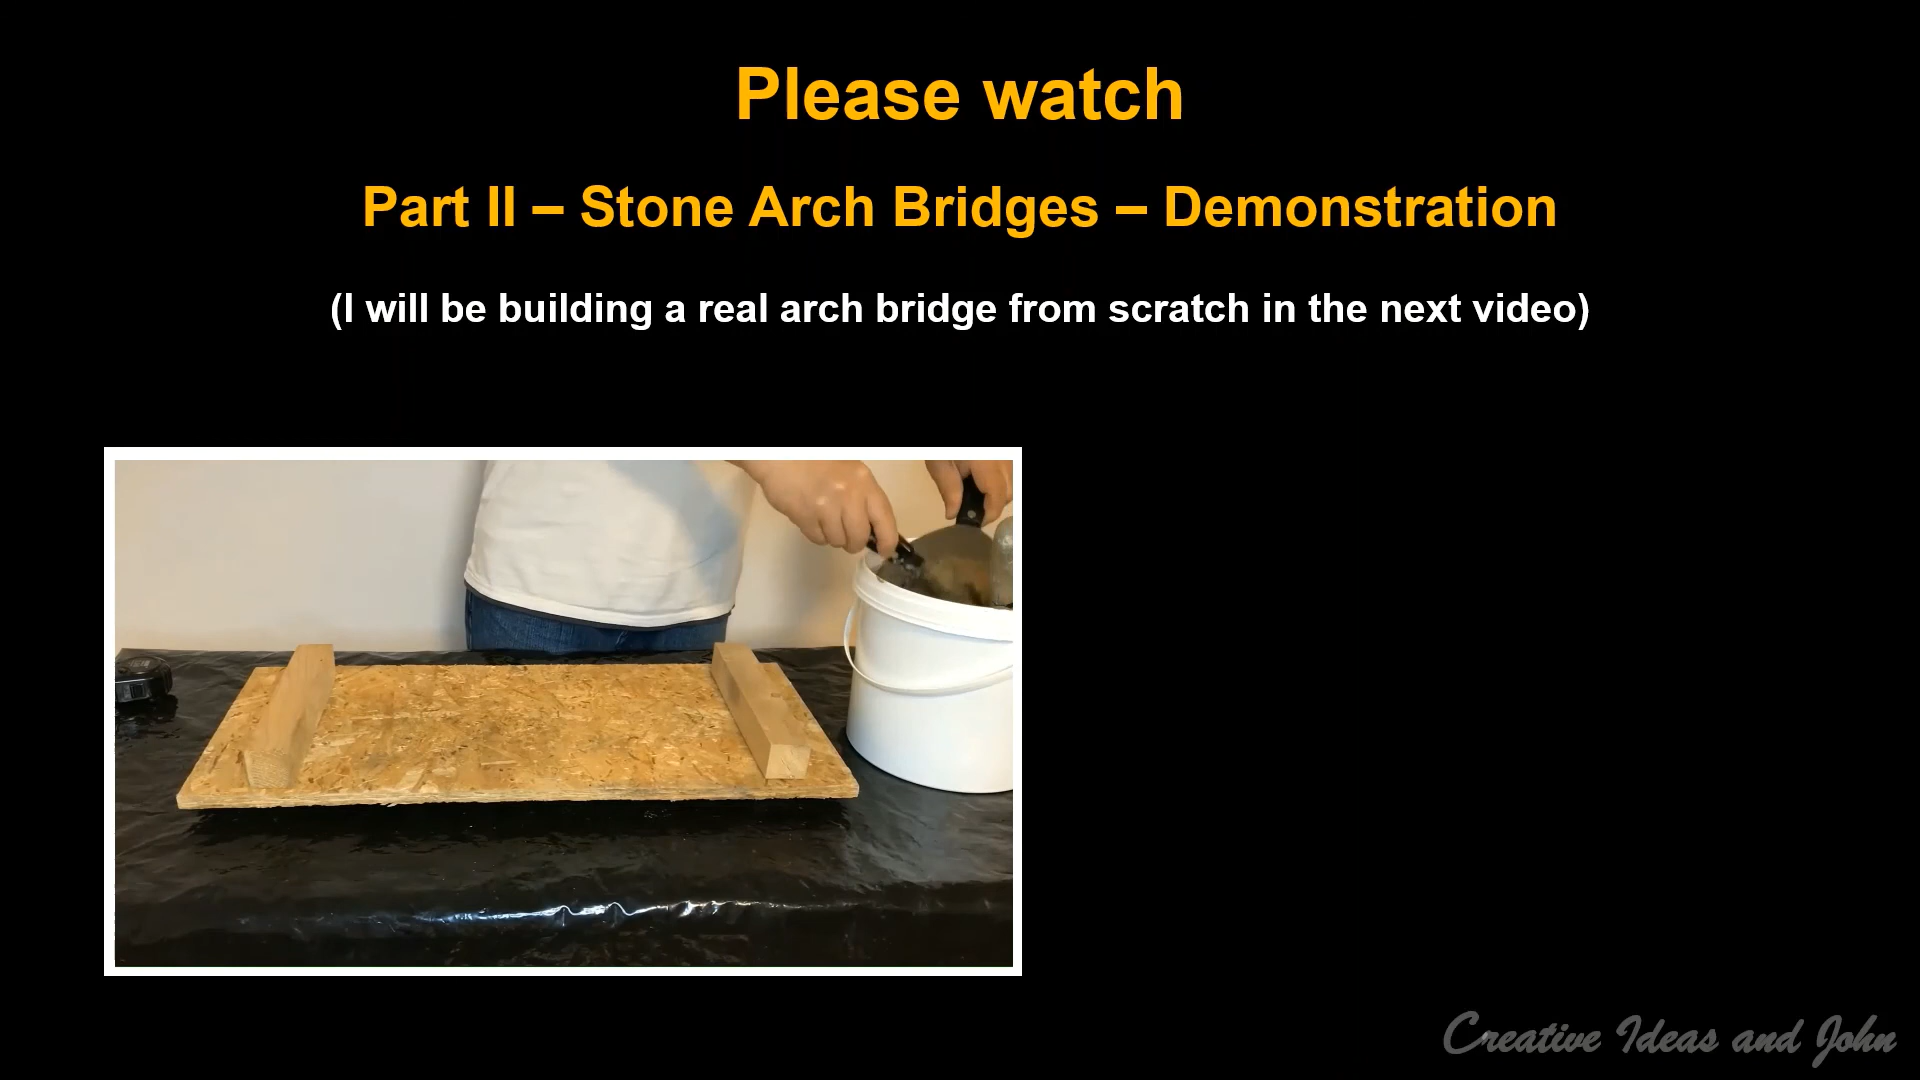 Please watch
Part II – Stone Arch Bridges – Demonstration
(I will be building a real arch bridge from scratch in the next video)
Creative Ideas and John